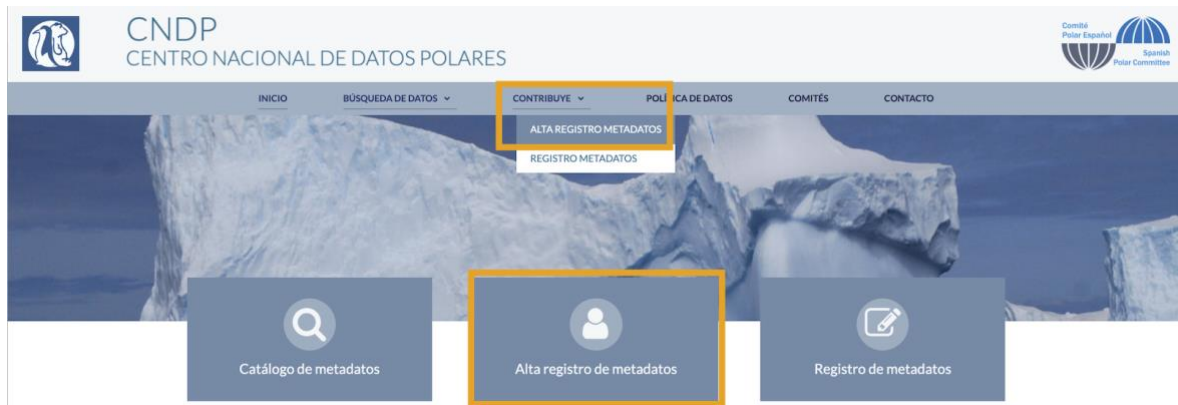 CNDP
CENTRO NACIONAL DE DATOS POLARES
Comité
Polar Español
Spanish
Polar Committee
INICIO BÚSQUEDA DE DATOS CONTRIBUYE POLÍTICA DE DATOS COMITÉS CONTACTO
ALTA REGISTRO METADATOS
REGISTRO METADATOS
Catálogo de metadatos Alta registro de metadatos Registro de metadatos